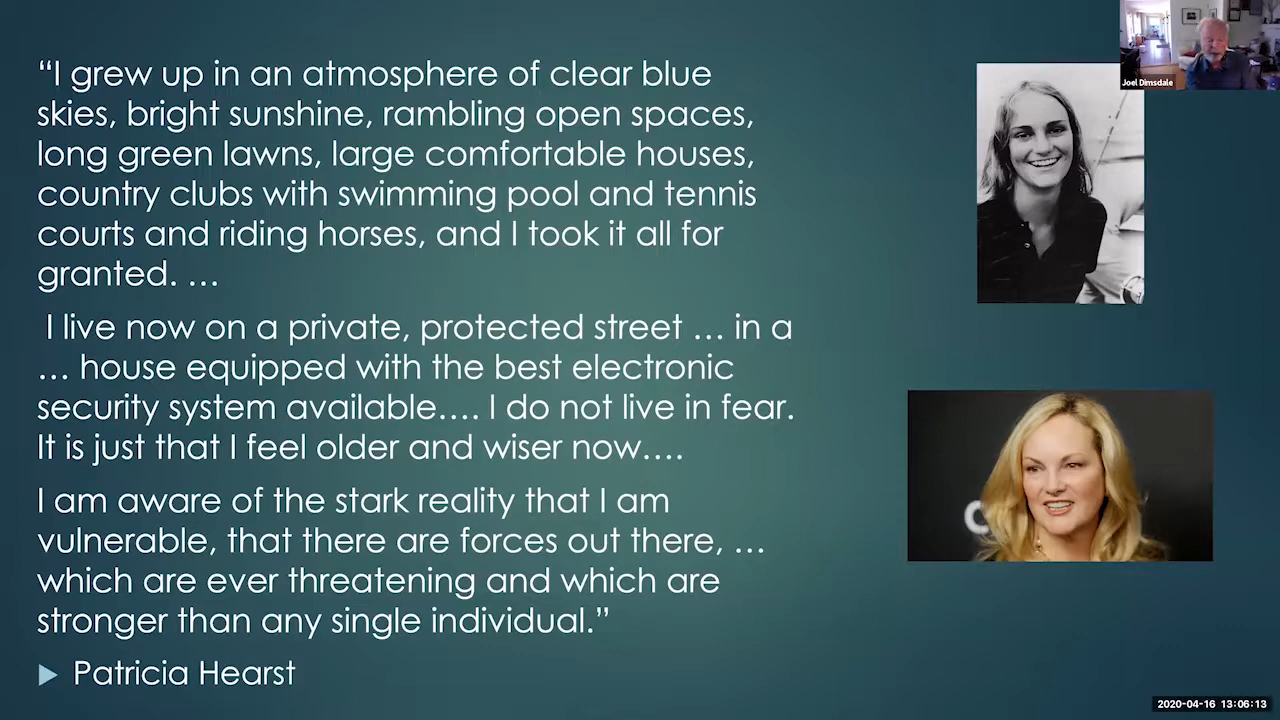 “I grew up in an atmosphere of clear blue
skies, bright sunshine, rambling open spaces,
long green lawns, large comfortable houses,
country clubs with swimming pool and tennis
courts and riding horses, and I took it all for
granted. …
I live now on a private, protected street … in a
… house equipped with the best electronic
security system available…. I do not live in fear.
It is just that I feel older and wiser now….
I am aware of the stark reality that I am
vulnerable, that there are forces out there, …
which are ever threatening and which are
stronger than any single individual.”
Patricia Hearst
Joel Dimsdale
2020-04-16 13:06:13